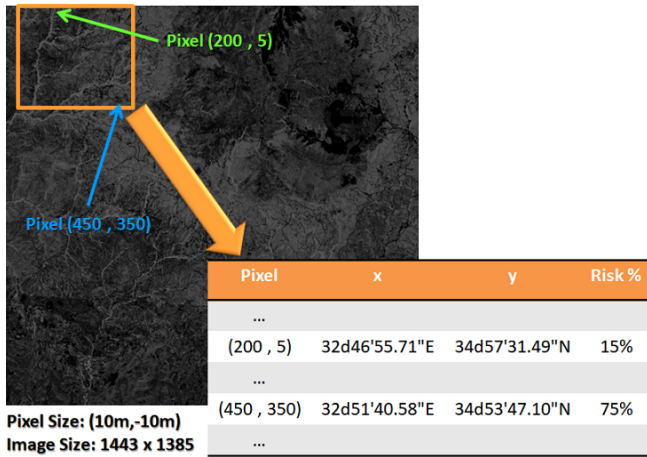 Pixel (200 , 5)
Pixel (450 , 350)
Pixel x y Risk %
...
(200 , 5) 32d46'55.71"E 34d57'31.49"N 15%
...
(450 , 350) 32d51'40.58"E 34d53'47.10"N 75%
...
Pixel Size: (10m,-10m)
Image Size: 1443 x 1385